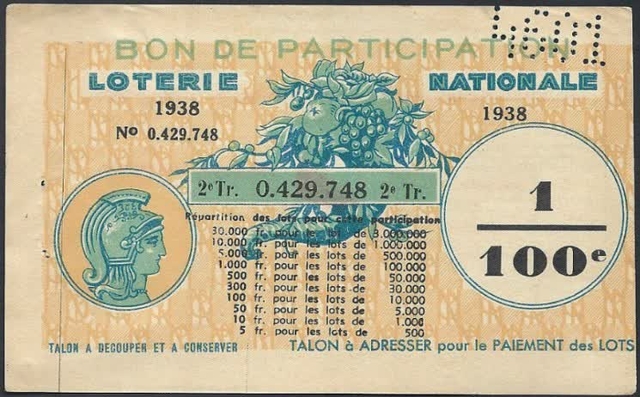 BON DE PARTICIPATION
LOTERIE NATIONALE
1938
1938
Nº 0.429.748
2e Tr. 0.429.748 2e Tr.
1
100e
Répartition des lots pour cette participation
30.000 fr. pour les lots de 3.000.000
10.000 fr. pour les lots de 1.000.000
5.000 fr. pour les lots de 500.000
1.000 fr. pour les lots de 100.000
500 fr. pour les lots de 50.000
300 fr. pour les lots de 30.000
100 fr. pour les lots de 10.000
50 fr. pour les lots de 5.000
10 fr. pour les lots de 1.000
5 fr. pour les lots de 500
TALON A DECOUPER ET A CONSERVER
TALON à ADRESSER pour le PAIEMENT des LOTS